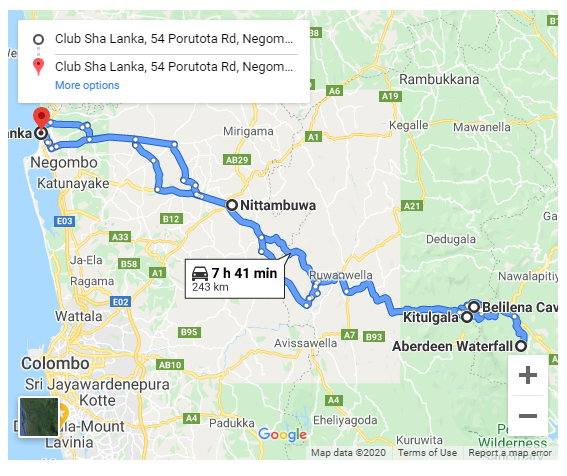 Club Sha Lanka, 54 Porutota Rd, Negom...
Club Sha Lanka, 54 Porutota Rd, Negom...
More options
Rambukkana
A6
A19
Kegalle
Mawanella
Mirigama
A1
anka
Negombo
AB29
Katunayake
Nittambuwa
A21
E03
B12
A33
Dedugala
Ja-Ela
B58
A1
7 h 41 min
243 km
Ruwanwella
Nawalapitiy
Ragama
E02
Belilena Cav
Wattala
Kitulgala
B95
A7
B93
Avissawella
Aberdeen Waterfall
Colombo
AB10
Sri Jayawardenepura
Kotte
A4
Padukka
Eheliyagoda
Dehiwala-Mount
Lavinia
Google
Kuruwita
Wilderness
Map data ©2020
Terms of Use
Report a map error